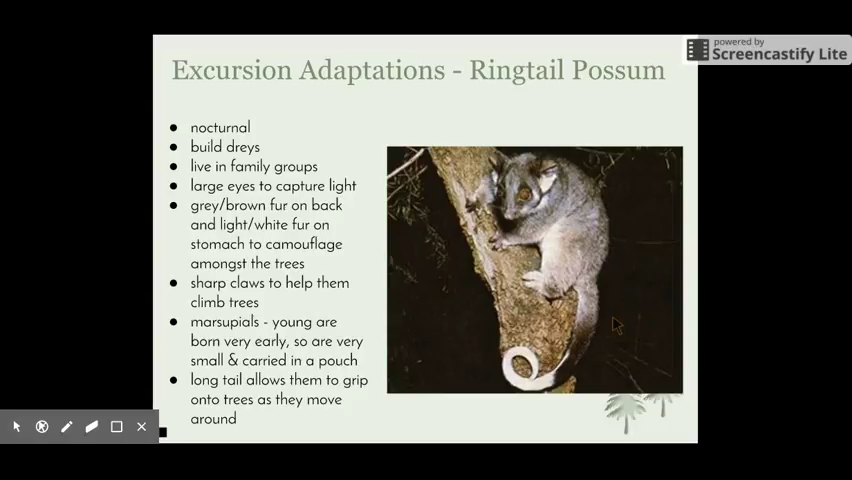 powered by
Screencastify Lite
Excursion Adaptations - Ringtail Possum
● nocturnal
● build dreys
● live in family groups
● large eyes to capture light
● grey/brown fur on back
and light/white fur on
stomach to camouflage
amongst the trees
● sharp claws to help them
climb trees
● marsupials - young are
born very early, so are very
small & carried in a pouch
● long tail allows them to grip
onto trees as they move
around